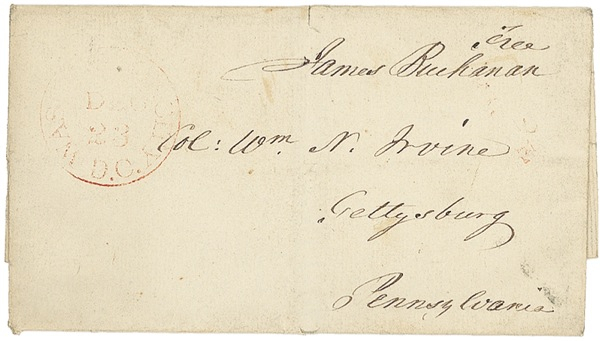 Free
James Buchanan
DEC
23
D.C.
Col: Wm N. Irvine
Gettysburg
Pennsylvania